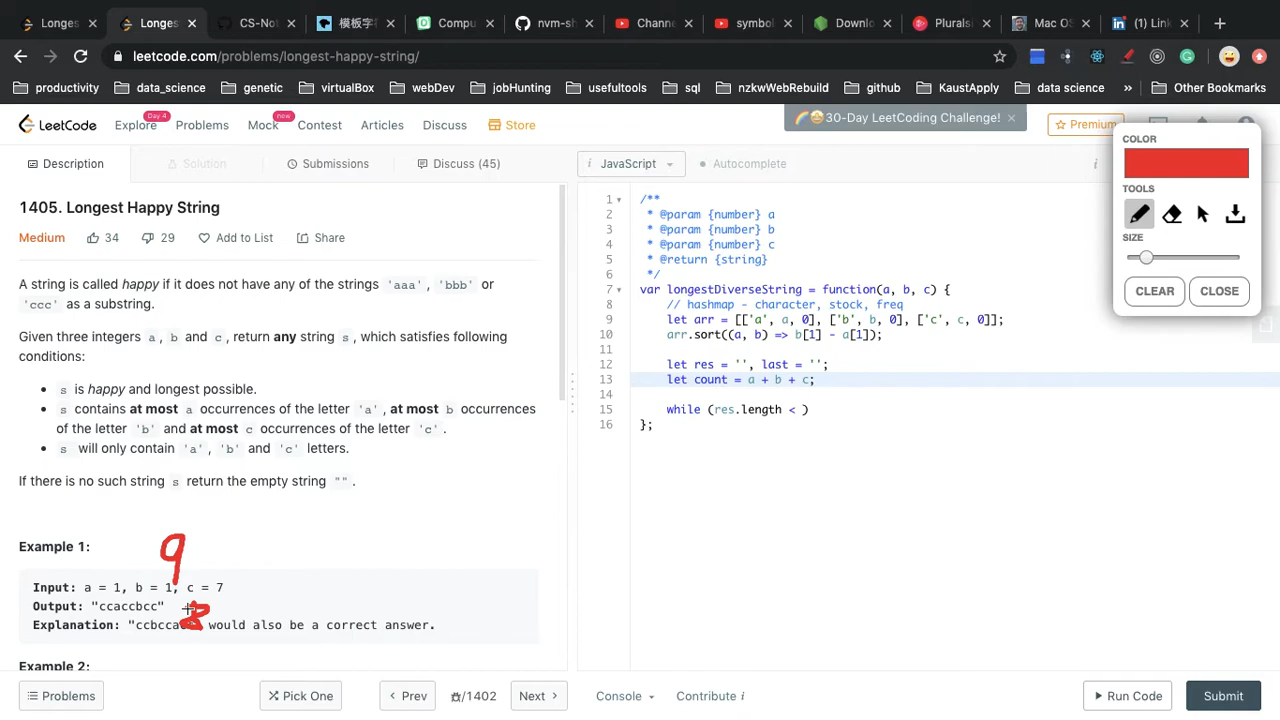 Longes
Longes
CS-Not
模板字
Compu
nvm-sh
Chann
symbol
Downlo
Pluralsi
Mac OS
(1) Link
leetcode.com/problems/longest-happy-string/
productivity data_science genetic virtualBox webDev jobHunting usefultools sql nzkwWebRebuild github KaustApply data science » Other Bookmarks
LeetCode Explore Day 4 Problems Mock new Contest Articles Discuss Store
30-Day LeetCoding Challenge!
Premium
COLOR
TOOLS
SIZE
CLEAR CLOSE
Description Solution Submissions Discuss (45)
i JavaScript Autocomplete i
1405. Longest Happy String
Medium 34 29 Add to List Share
A string is called happy if it does not have any of the strings 'aaa', 'bbb' or
'ccc' as a substring.
Given three integers a, b and c, return any string s, which satisfies following
conditions:
• s is happy and longest possible.
• s contains at most a occurrences of the letter 'a', at most b occurrences
of the letter 'b' and at most c occurrences of the letter 'c'.
• s will only contain 'a', 'b' and 'c' letters.
If there is no such string s return the empty string "".
Example 1:
9
Input: a = 1, b = 1, c = 7
Output: "ccaccbcc"
8
Explanation: would also be a correct answer.
Example 2:
1 /**
2 * @param {number} a
3 * @param {number} b
4 * @param {number} c
5 * @return {string}
6 */
7 var longestDiverseString = function(a, b, c) {
8 // hashmap - character, stock, freq
9 let arr = [['a', a, 0], ['b', b, 0], ['c', c, 0]];
10 arr.sort((a, b) => b[1] - a[1]);
11
12 let res = '', last = '';
13 let count = a + b + c;
14
15 while (res.length < )
16 };
Problems Pick One Prev /1402 Next Console Contribute i Run Code Submit